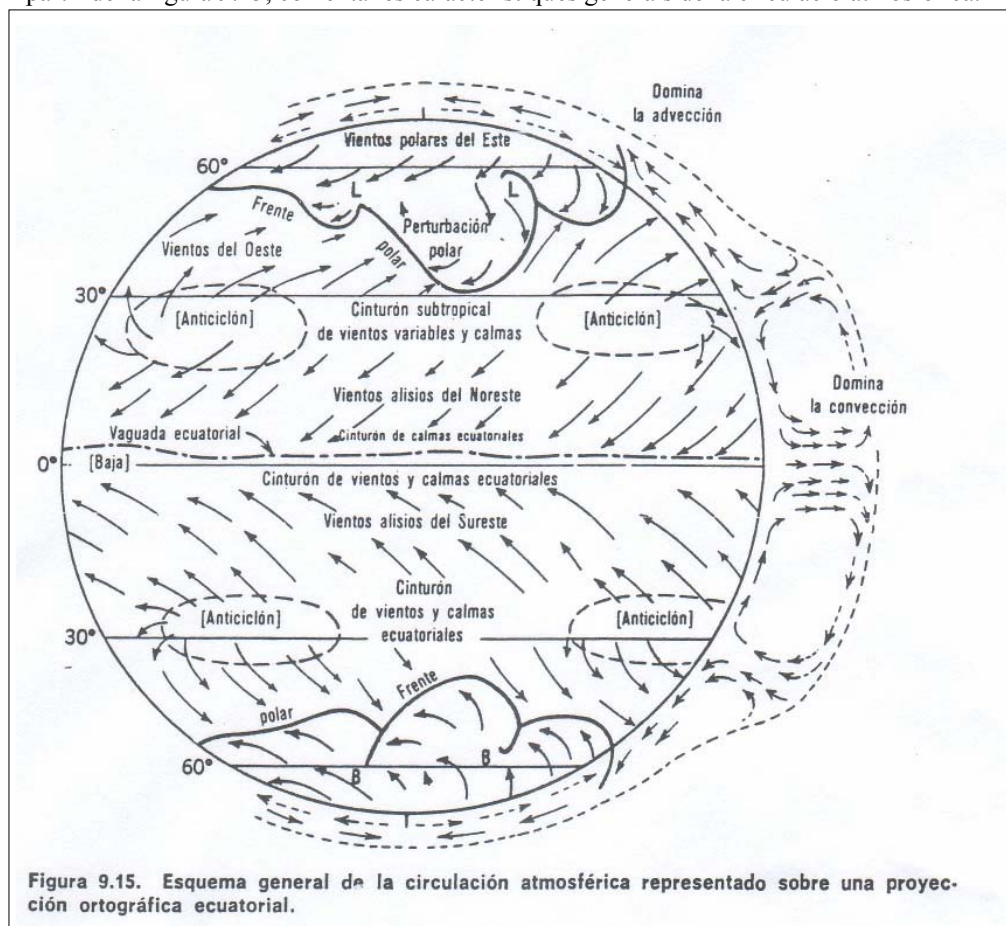 Domina
la advección
Vientos polares del Este
60°
L
L
Frente
polar
Perturbación
polar
Vientos del Oeste
30°
[Anticiclón]
Cinturón subtropical
de vientos variables y calmas
[Anticiclón]
Domina
la convección
Vientos alisios del Noreste
Vaguada ecuatorial
Cinturón de calmas ecuatoriales
0°
[Baja]
Cinturón de vientos y calmas ecuatoriales
Vientos alisios del Sureste
Cinturón
de vientos y calmas
ecuatoriales
[Anticiclón]
[Anticiclón]
30°
Frente
polar
60°
B
B
Figura 9.15. Esquema general de la circulación atmosférica representado sobre una proyec-
ción ortográfica ecuatorial.